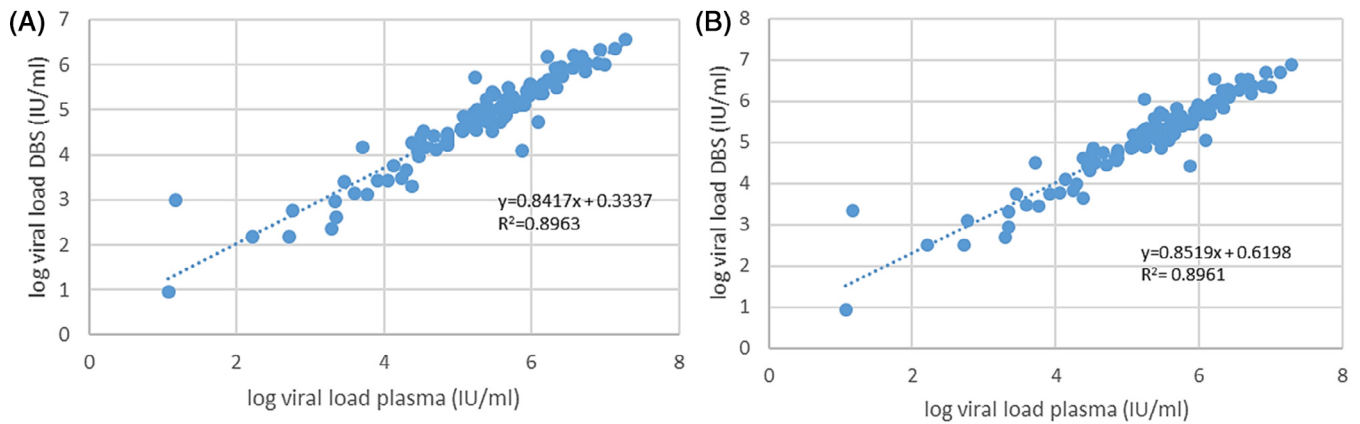 (A)
7
6
5
4
3
2
1
0
0 2 4 6 8
log viral load DBS (IU/ml)
log viral load plasma (IU/ml)
y=0.8417x+0.3337
R²=0.8963
(B)
8
7
6
5
4
3
2
1
0
0 2 4 6 8
log viral load DBS (IU/ml)
log viral load plasma (IU/ml)
y=0.8519x+0.6198
R²= 0.8961